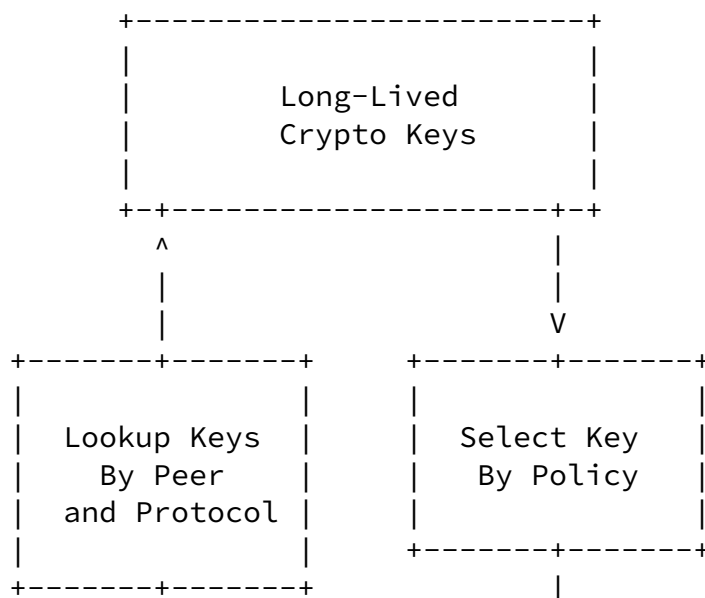 Long-Lived
Crypto Keys
Lookup Keys
By Peer
and Protocol
Select Key
By Policy